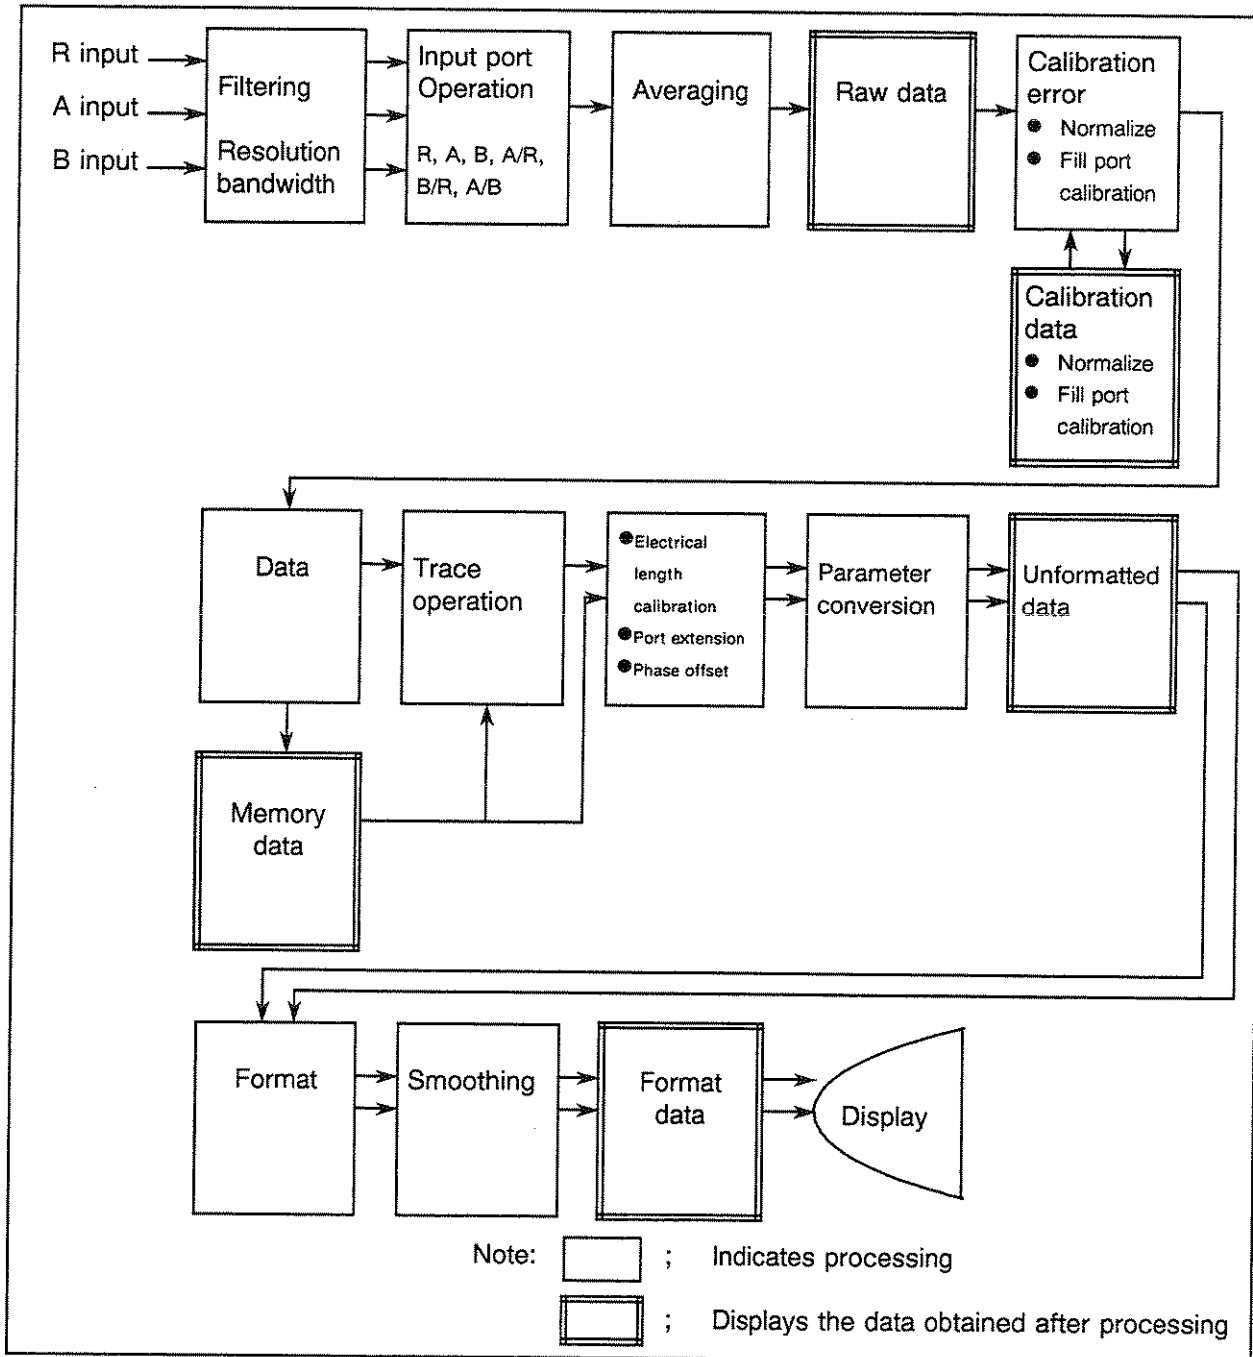 R input
A input
B input
Filtering
Resolution
bandwidth
Input port
Operation
R, A, B, A/R,
B/R, A/B
Averaging
Raw data
Calibration
error
● Normalize
● Fill port
calibration
Calibration
data
● Normalize
● Fill port
calibration
Data
Trace
operation
●Electrical
length
calibration
●Port extension
●Phase offset
Parameter
conversion
Unformatted
data
Memory
data
Format
Smoothing
Format
data
Display
Note: ; Indicates processing
; Displays the data obtained after processing